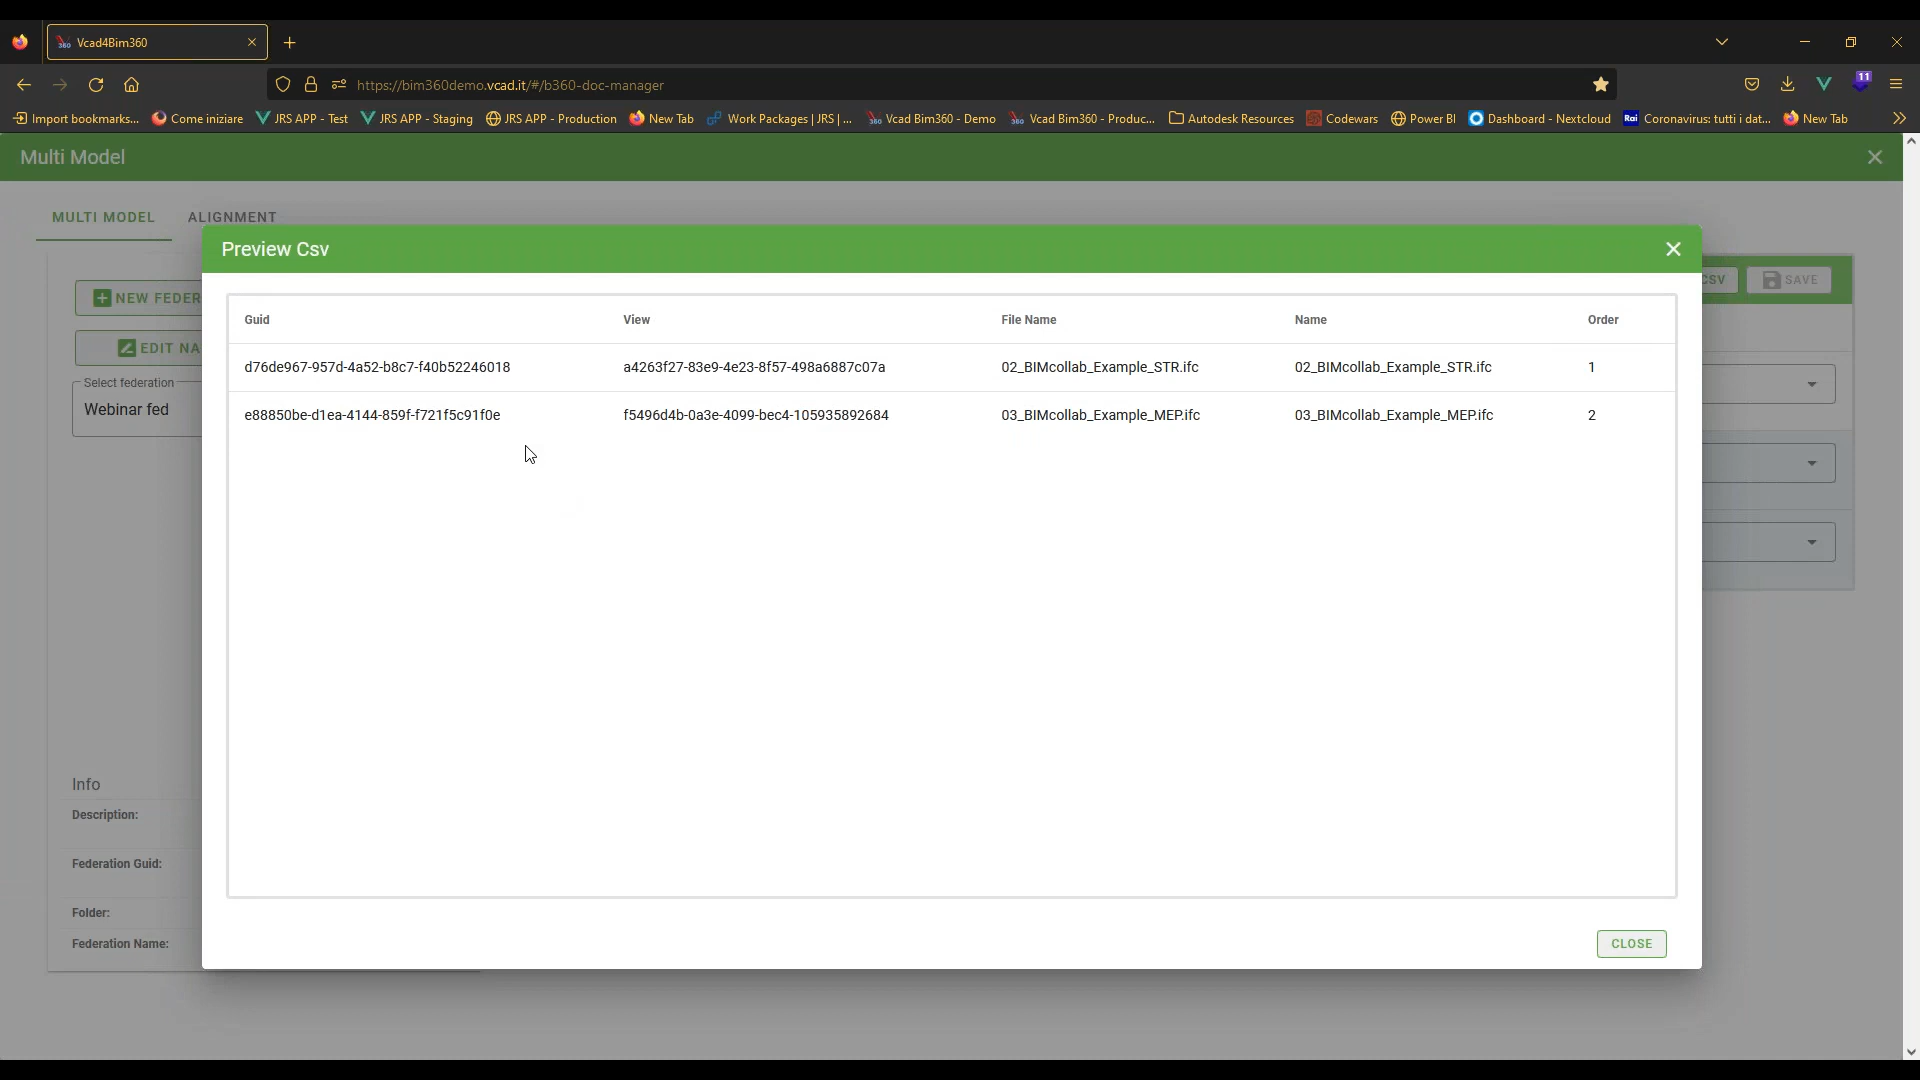 Vcad4Bim360
https://bim360demo.vcad.it/#/b360-doc-manager
11
Import bookmarks...
Come iniziare
JRS APP - Test
JRS APP - Staging
JRS APP - Production
New Tab
Work Packages | JRS | ...
Vcad Bim360 - Demo
Vcad Bim360 - Produc...
Autodesk Resources
Codewars
Power BI
Dashboard - Nextcloud
Rai
Coronavirus: tutti i dat...
New Tab
Multi Model
MULTI MODEL
ALIGNMENT
Preview Csv
NEW FEDER
CSV
SAVE
EDIT NA
Select federation
Webinar fed
Guid View File Name Name Order
d76de967-957d-4a52-b8c7-f40b52246018 a4263f27-83e9-4e23-8f57-498a6887c07a 02_BIMcollab_Example_STR.ifc 02_BIMcollab_Example_STR.ifc 1
e88850be-d1ea-4144-859f-f721f5c91f0e f5496d4b-0a3e-4099-bec4-105935892684 03_BIMcollab_Example_MEP.ifc 03_BIMcollab_Example_MEP.ifc 2
Info
Description:
Federation Guid:
Folder:
Federation Name:
CLOSE